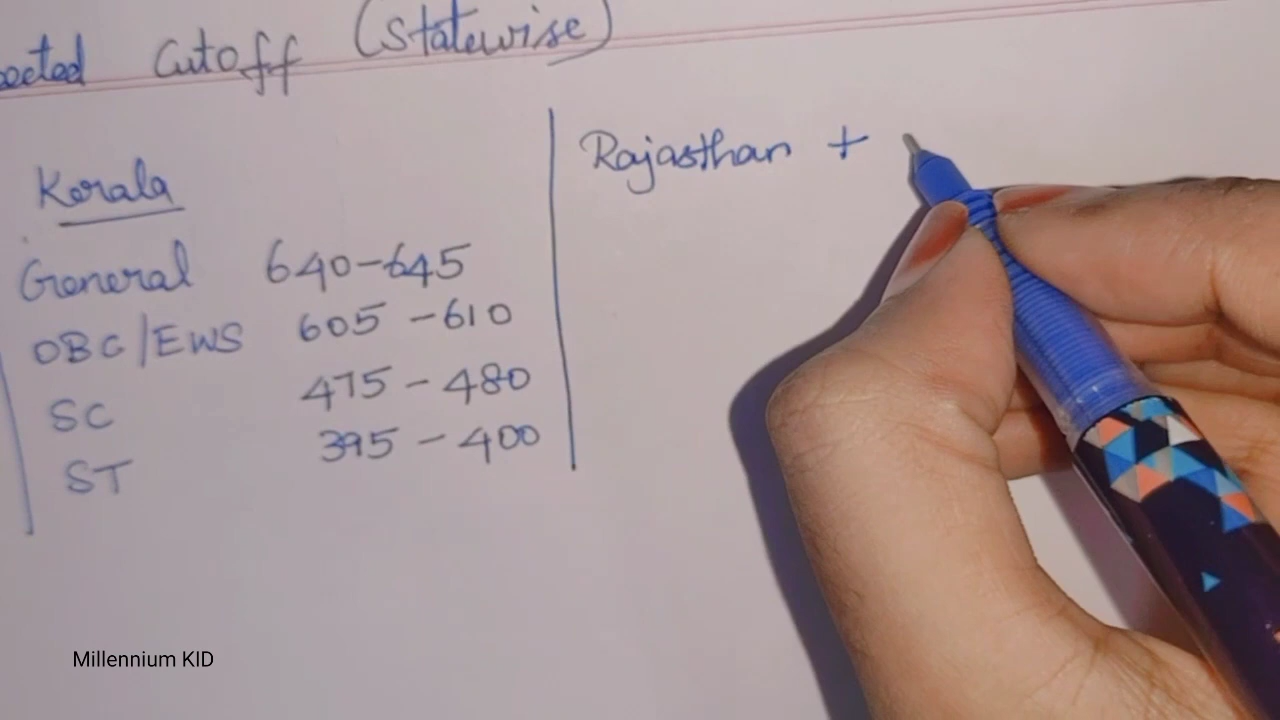 ected Cutoff (Statewise)
Kerala
General 640-645
OBC/EWS 605-610
SC 475-480
ST 395-400
Rajasthan +
Millennium KID